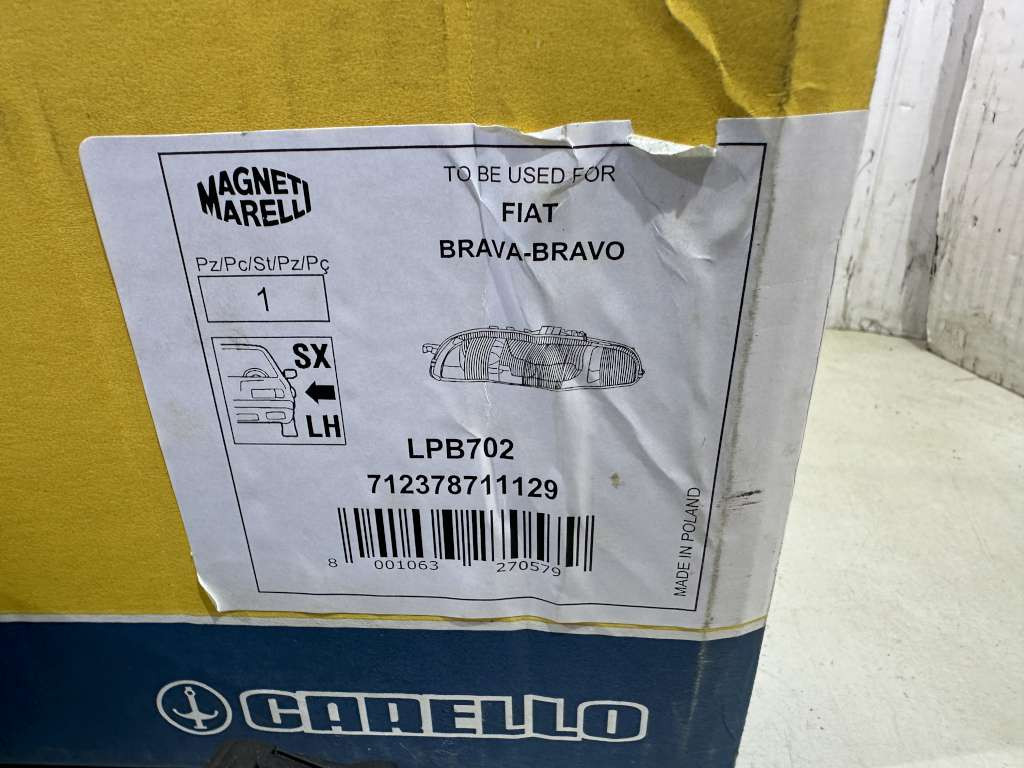 MAGNETI
MARELLI
Pz/Pc/St/Pz/Pç
1
SX
LH
TO BE USED FOR
FIAT
BRAVA-BRAVO
LPB702
712378711129
8 001063 270579
MADE IN POLAND
CARELLO